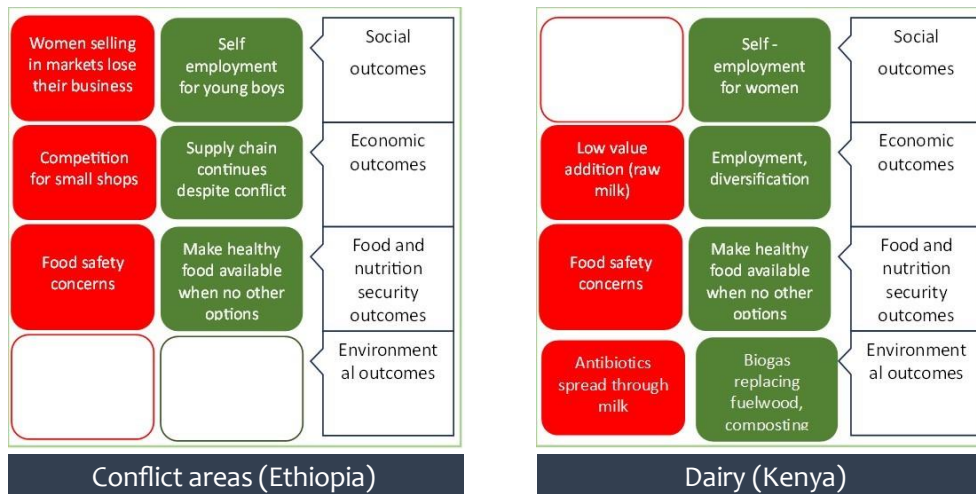 Women selling
in markets lose
their business
Self
employment
for young boys
Social
outcomes
Competition
for small shops
Supply chain
continues
despite conflict
Economic
outcomes
Food safety
concerns
Make healthy
food available
when no other
options
Food and
nutrition
security
outcomes
Environment
al outcomes
Conflict areas (Ethiopia)
Self -
employment
for women
Social
outcomes
Low value
addition (raw
milk)
Employment,
diversification
Economic
outcomes
Food safety
concerns
Make healthy
food available
when no other
options
Food and
nutrition
security
outcomes
Antibiotics
spread through
milk
Biogas
replacing
fuelwood,
composting
Environment
al outcomes
Dairy (Kenya)